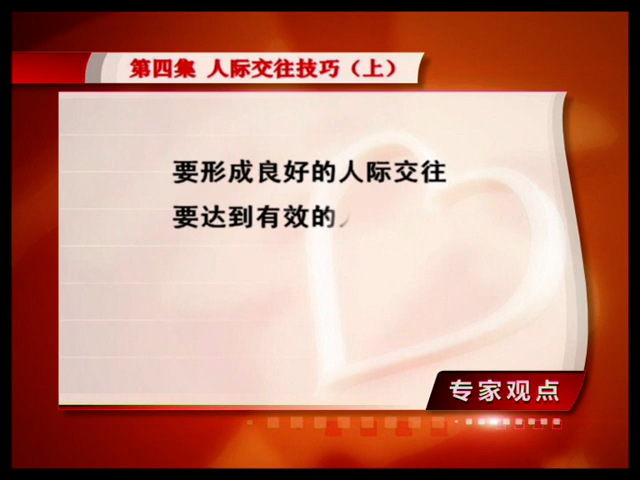 第四集 人际交往技巧（上）
要形成良好的人际交往
要达到有效的
专家观点